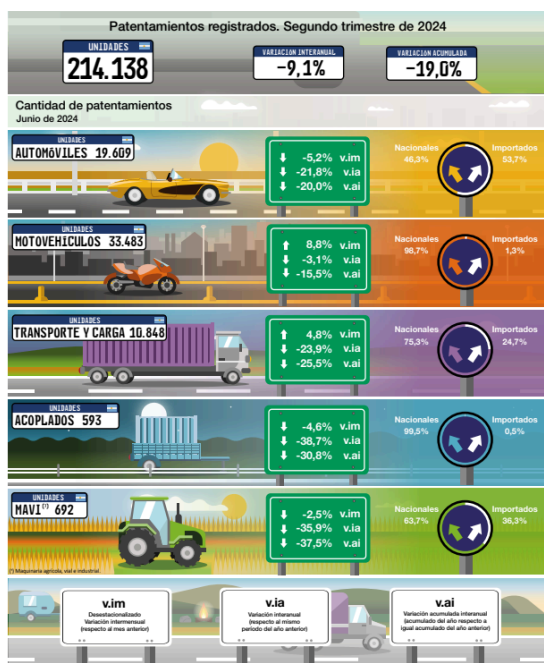 Patentamientos registrados. Segundo trimestre de 2024
UNIDADES
214.138
VARIACIÓN INTERANUAL
-9,1%
VARIACIÓN ACUMULADA
-19,0%
Cantidad de patentamientos
Junio de 2024
UNIDADES
AUTOMÓVILES 19.609
-5,2% v.im
-21,8% v.ia
-20,0% v.ai
Nacionales
46,3%
Importados
53,7%
UNIDADES
MOTOVEHÍCULOS 33.483
8,8% v.im
-3,1% v.ia
-15,5% v.ai
Nacionales
98,7%
Importados
1,3%
UNIDADES
TRANSPORTE Y CARGA 10.848
4,8% v.im
-23,9% v.ia
-25,5% v.ai
Nacionales
75,3%
Importados
24,7%
UNIDADES
ACOPLADOS 593
-4,6% v.im
-38,7% v.ia
-30,8% v.ai
Nacionales
99,5%
Importados
0,5%
UNIDADES
MAVI(¹) 692
-2,5% v.im
-35,9% v.ia
-37,5% v.ai
Nacionales
63,7%
Importados
36,3%
(¹) Maquinaria agrícola, vial e industrial.
v.im
Desestacionalizado
Variación intermensual
(respecto al mes anterior)
v.ia
Variación interanual
(respecto al mismo
período del año anterior)
v.ai
Variación acumulada interanual
(acumulado del año respecto a
igual acumulado del año anterior)